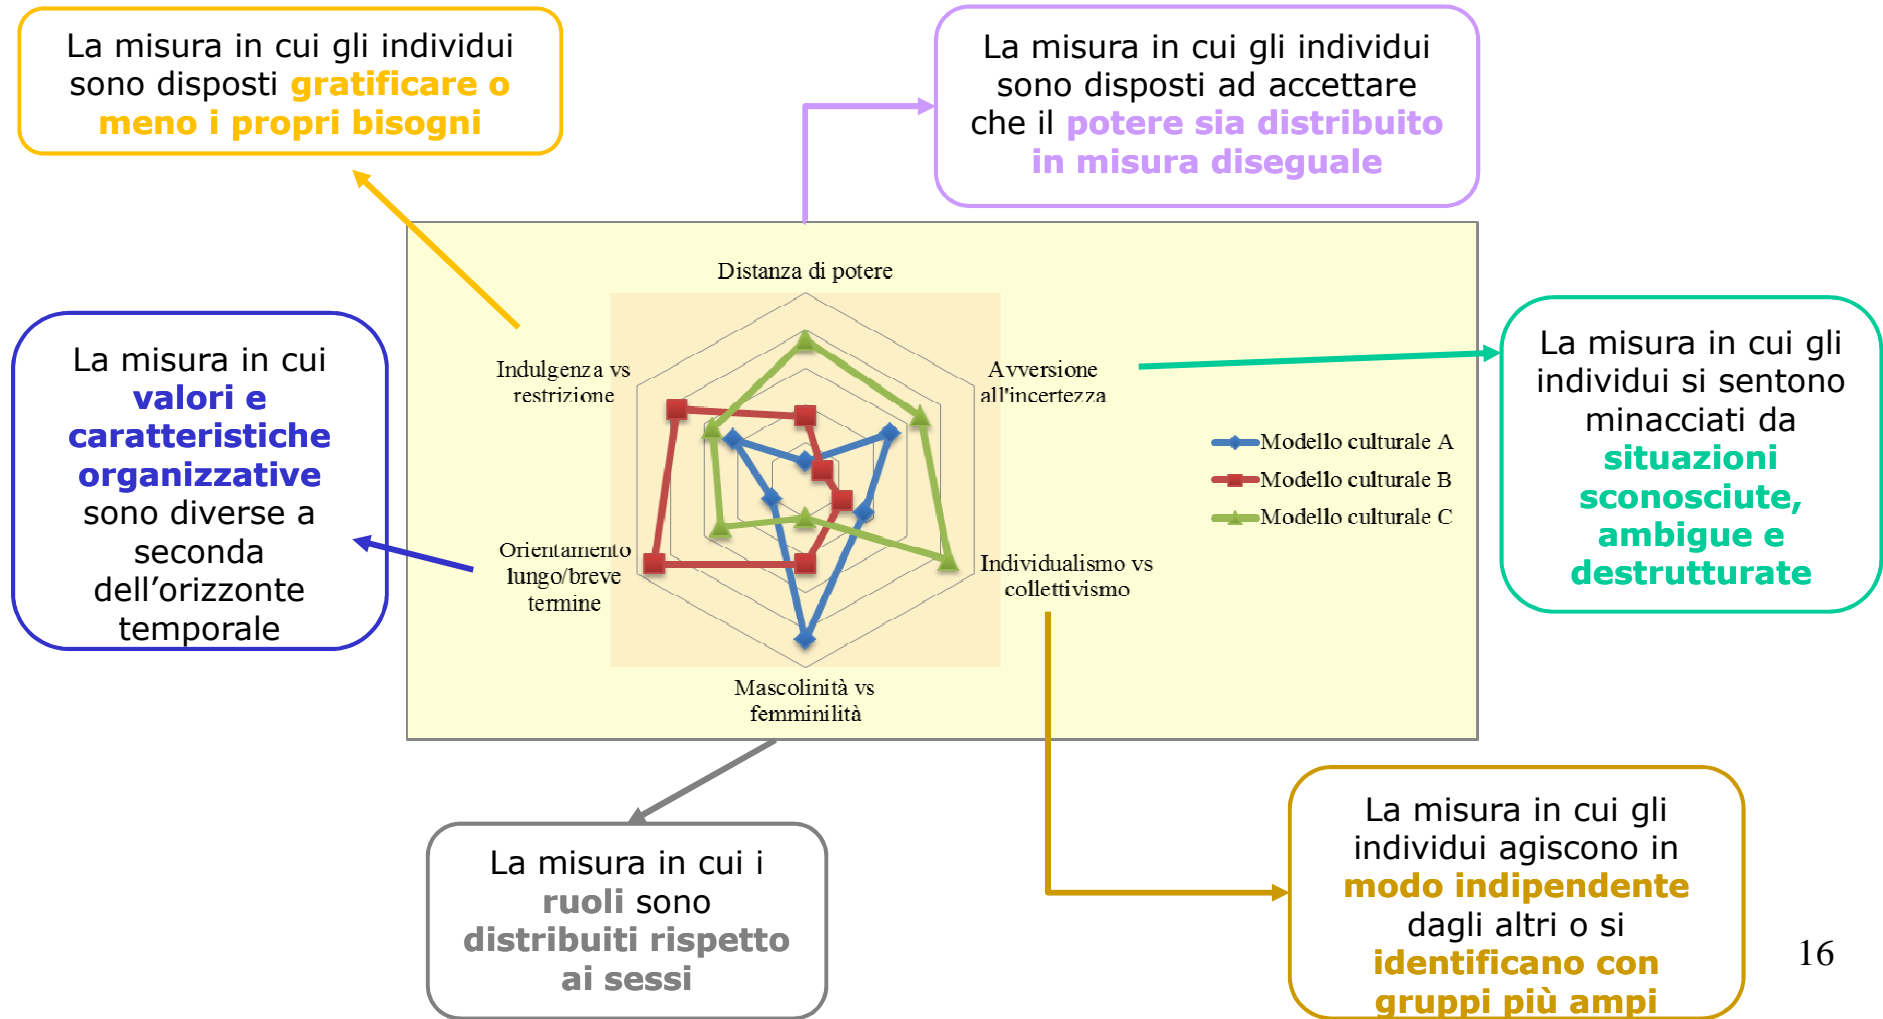 La misura in cui gli individui
sono disposti gratificare o
meno i propri bisogni
La misura in cui gli individui
sono disposti ad accettare
che il potere sia distribuito
in misura diseguale
La misura in cui
valori e
caratteristiche
organizzative
sono diverse a
seconda
dell’orizzonte
temporale
Distanza di potere
Indulgenza vs
restrizione
Avversione
all'incertezza
Orientamento
lungo/breve
termine
Individualismo vs
collettivismo
Mascolinità vs
femminilità
Modello culturale A
Modello culturale B
Modello culturale C
La misura in cui gli
individui si sentono
minacciati da
situazioni
sconosciute,
ambigue e
destrutturate
La misura in cui i
ruoli sono
distribuiti rispetto
ai sessi
La misura in cui gli
individui agiscono in
modo indipendente
dagli altri o si
identificano con
gruppi più ampi
16